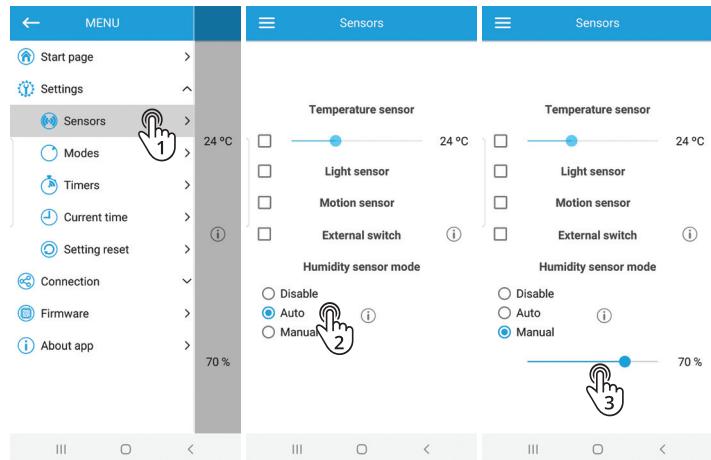 MENU
Start page
Settings
Sensors
1
Modes
Timers
Current time
Setting reset
Connection
Firmware
About app
24 ºC
70 %
Sensors
Temperature sensor
24 ºC
Light sensor
Motion sensor
External switch
Humidity sensor mode
Disable
Auto
Manual
2
Sensors
Temperature sensor
24 ºC
Light sensor
Motion sensor
External switch
Humidity sensor mode
Disable
Auto
Manual
70 %
3